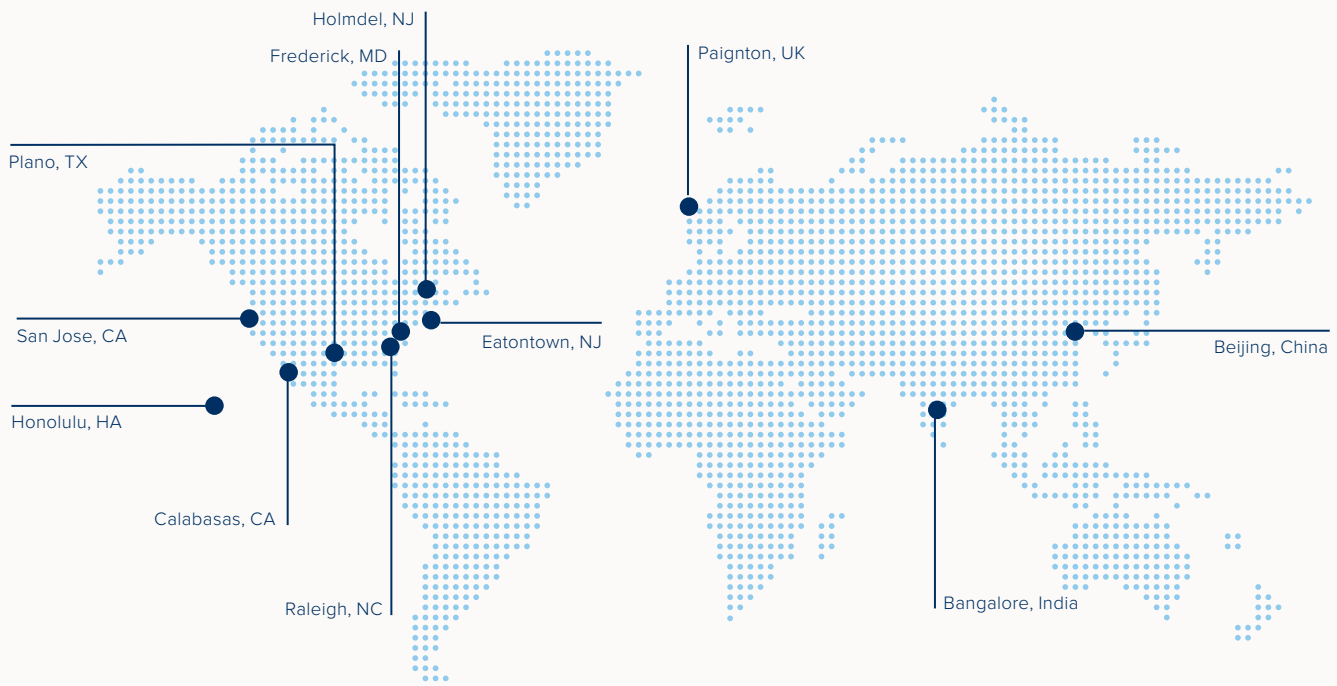 Holmdel, NJ
Frederick, MD
Paignton, UK
Plano, TX
San Jose, CA
Eatontown, NJ
Beijing, China
Honolulu, HA
Calabasas, CA
Raleigh, NC
Bangalore, India